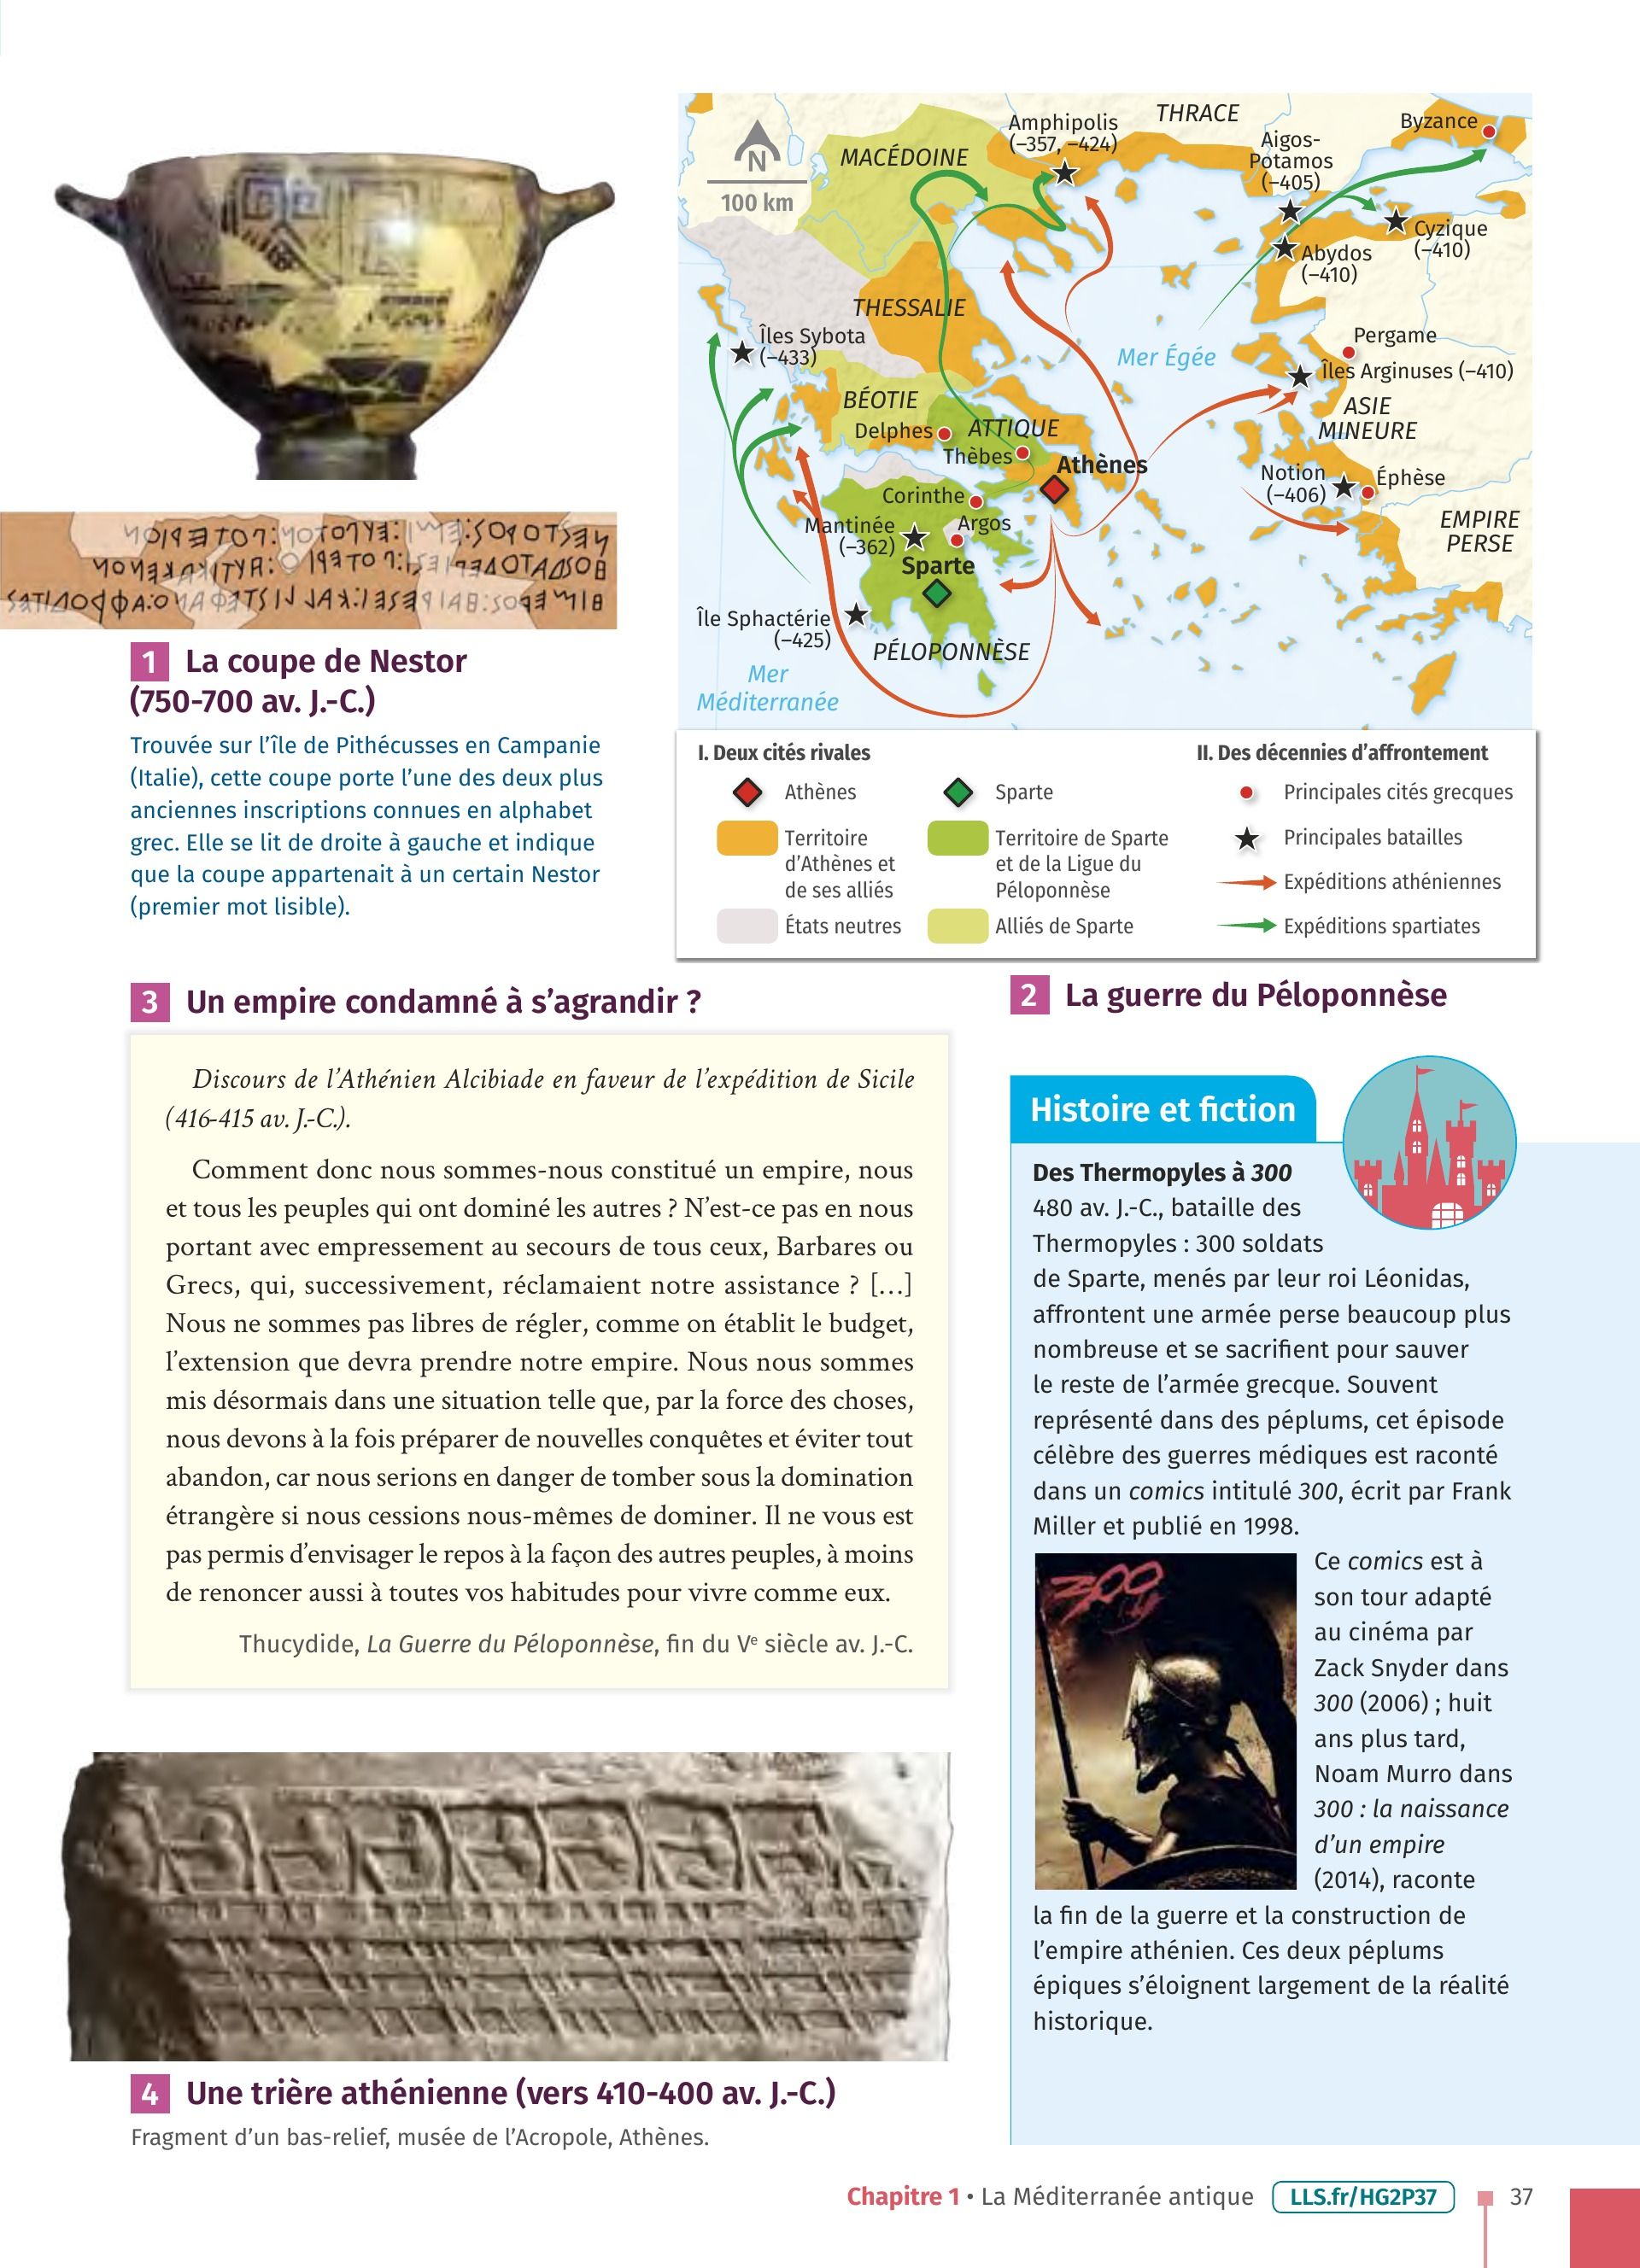 1 La coupe de Nestor
(750-700 av. J.-C.)
Trouvée sur l’île de Pithécusses en Campanie
(Italie), cette coupe porte l’une des deux plus
anciennes inscriptions connues en alphabet
grec. Elle se lit de droite à gauche et indique
que la coupe appartenait à un certain Nestor
(premier mot lisible).
N
100 km
MACÉDOINE
Amphipolis
(–357, –424)
THRACE
Byzance
Aigos-
Potamos
(–405)
Cyzique
(–410)
Abydos
(–410)
THESSALIE
Îles Sybota
(–433)
Mer Égée
Pergame
Îles Arginuses (–410)
BÉOTIE
ASIE
MINEURE
Delphes
ATTIQUE
Thèbes
Athènes
Notion
(–406)
Éphèse
Corinthe
Mantinée
(–362)
Argos
EMPIRE
PERSE
Sparte
Île Sphactérie
(–425)
PÉLOPONNÈSE
Mer
Méditerranée
I. Deux cités rivales
Athènes
Sparte
Territoire
d’Athènes et
de ses alliés
Territoire de Sparte
et de la Ligue du
Péloponnèse
États neutres
Alliés de Sparte
II. Des décennies d’affrontement
Principales cités grecques
Principales batailles
Expéditions athéniennes
Expéditions spartiates
2 La guerre du Péloponnèse
3 Un empire condamné à s’agrandir ?
Discours de l’Athénien Alcibiade en faveur de l’expédition de Sicile
(416-415 av. J.-C.).
Comment donc nous sommes-nous constitué un empire, nous
et tous les peuples qui ont dominé les autres ? N’est-ce pas en nous
portant avec empressement au secours de tous ceux, Barbares ou
Grecs, qui, successivement, réclamaient notre assistance ? […]
Nous ne sommes pas libres de régler, comme on établit le budget,
l’extension que devra prendre notre empire. Nous nous sommes
mis désormais dans une situation telle que, par la force des choses,
nous devons à la fois préparer de nouvelles conquêtes et éviter tout
abandon, car nous serions en danger de tomber sous la domination
étrangère si nous cessions nous-mêmes de dominer. Il ne vous est
pas permis d’envisager le repos à la façon des autres peuples, à moins
de renoncer aussi à toutes vos habitudes pour vivre comme eux.
Thucydide, La Guerre du Péloponnèse, fin du Ve siècle av. J.-C.
4 Une trière athénienne (vers 410-400 av. J.-C.)
Fragment d’un bas-relief, musée de l’Acropole, Athènes.
Histoire et fiction
Des Thermopyles à 300
480 av. J.-C., bataille des
Thermopyles : 300 soldats
de Sparte, menés par leur roi Léonidas,
affrontent une armée perse beaucoup plus
nombreuse et se sacrifient pour sauver
le reste de l’armée grecque. Souvent
représenté dans des péplums, cet épisode
célèbre des guerres médiques est raconté
dans un comics intitulé 300, écrit par Frank
Miller et publié en 1998.
300
Ce comics est à
son tour adapté
au cinéma par
Zack Snyder dans
300 (2006) ; huit
ans plus tard,
Noam Murro dans
300 : la naissance
d’un empire
(2014), raconte
la fin de la guerre et la construction de
l’empire athénien. Ces deux péplums
épiques s’éloignent largement de la réalité
historique.
Chapitre 1 • La Méditerranée antique LLS.fr/HG2P37 37